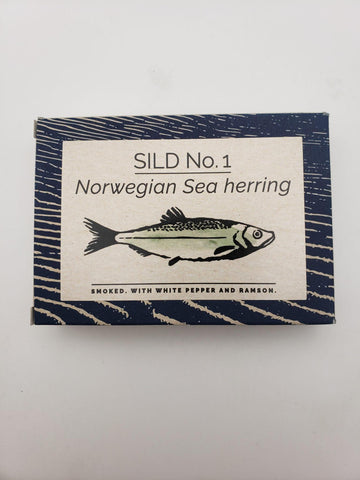 SILD No. 1
Norwegian Sea herring
SMOKED. WITH WHITE PEPPER AND RAMSON.